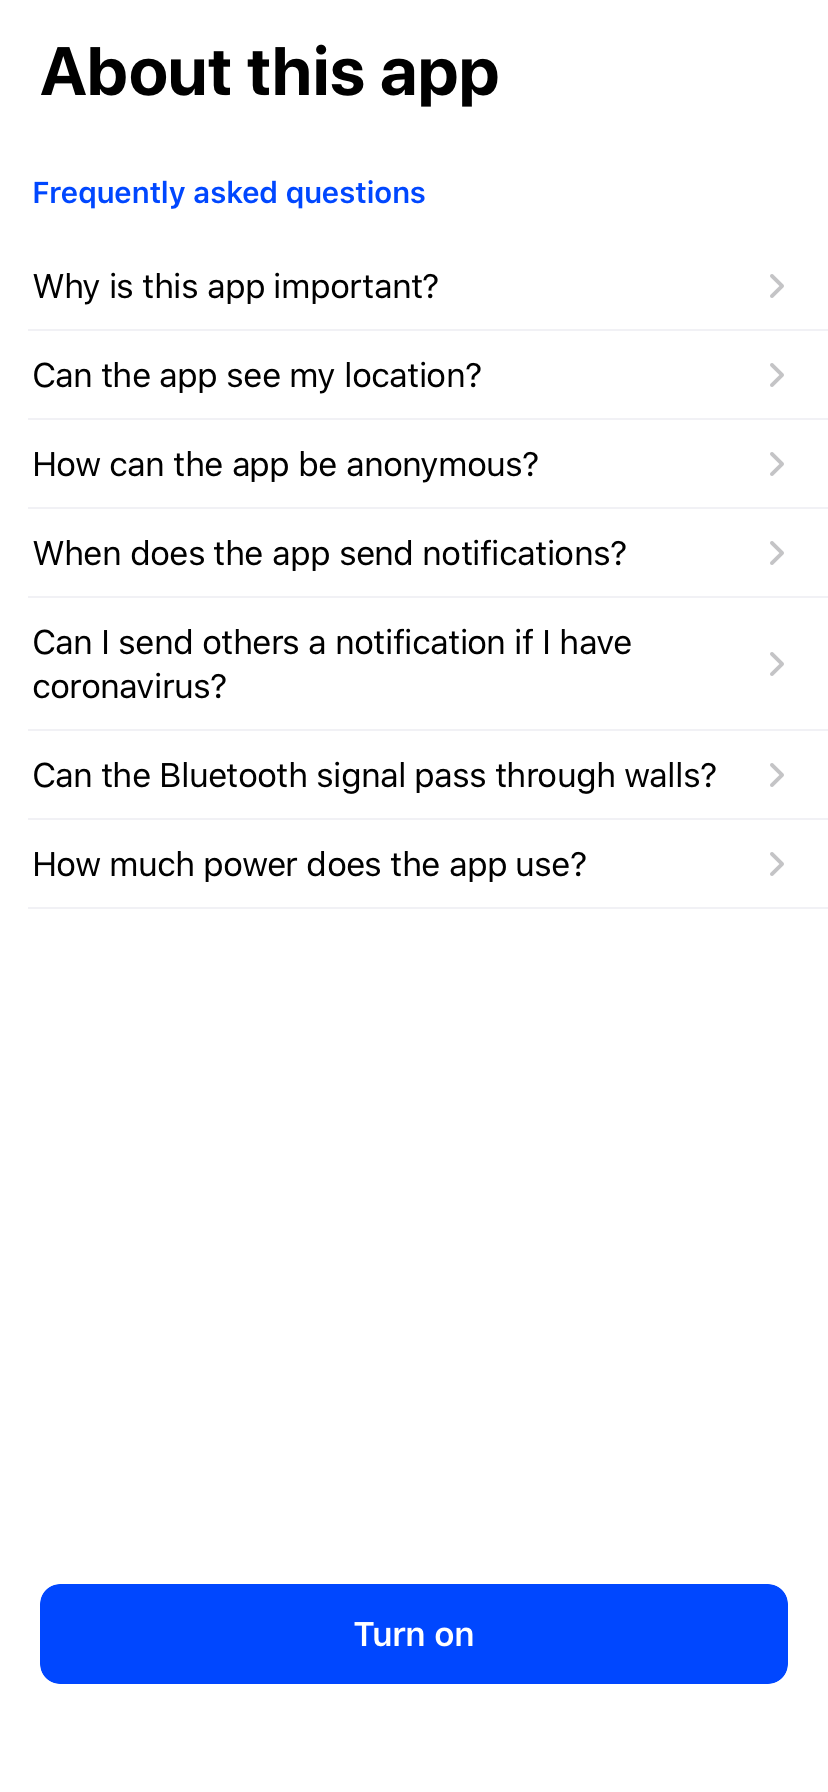 About this app
Frequently asked questions
Why is this app important?
Can the app see my location?
How can the app be anonymous?
When does the app send notifications?
Can I send others a notification if I have
coronavirus?
Can the Bluetooth signal pass through walls?
How much power does the app use?
Turn on